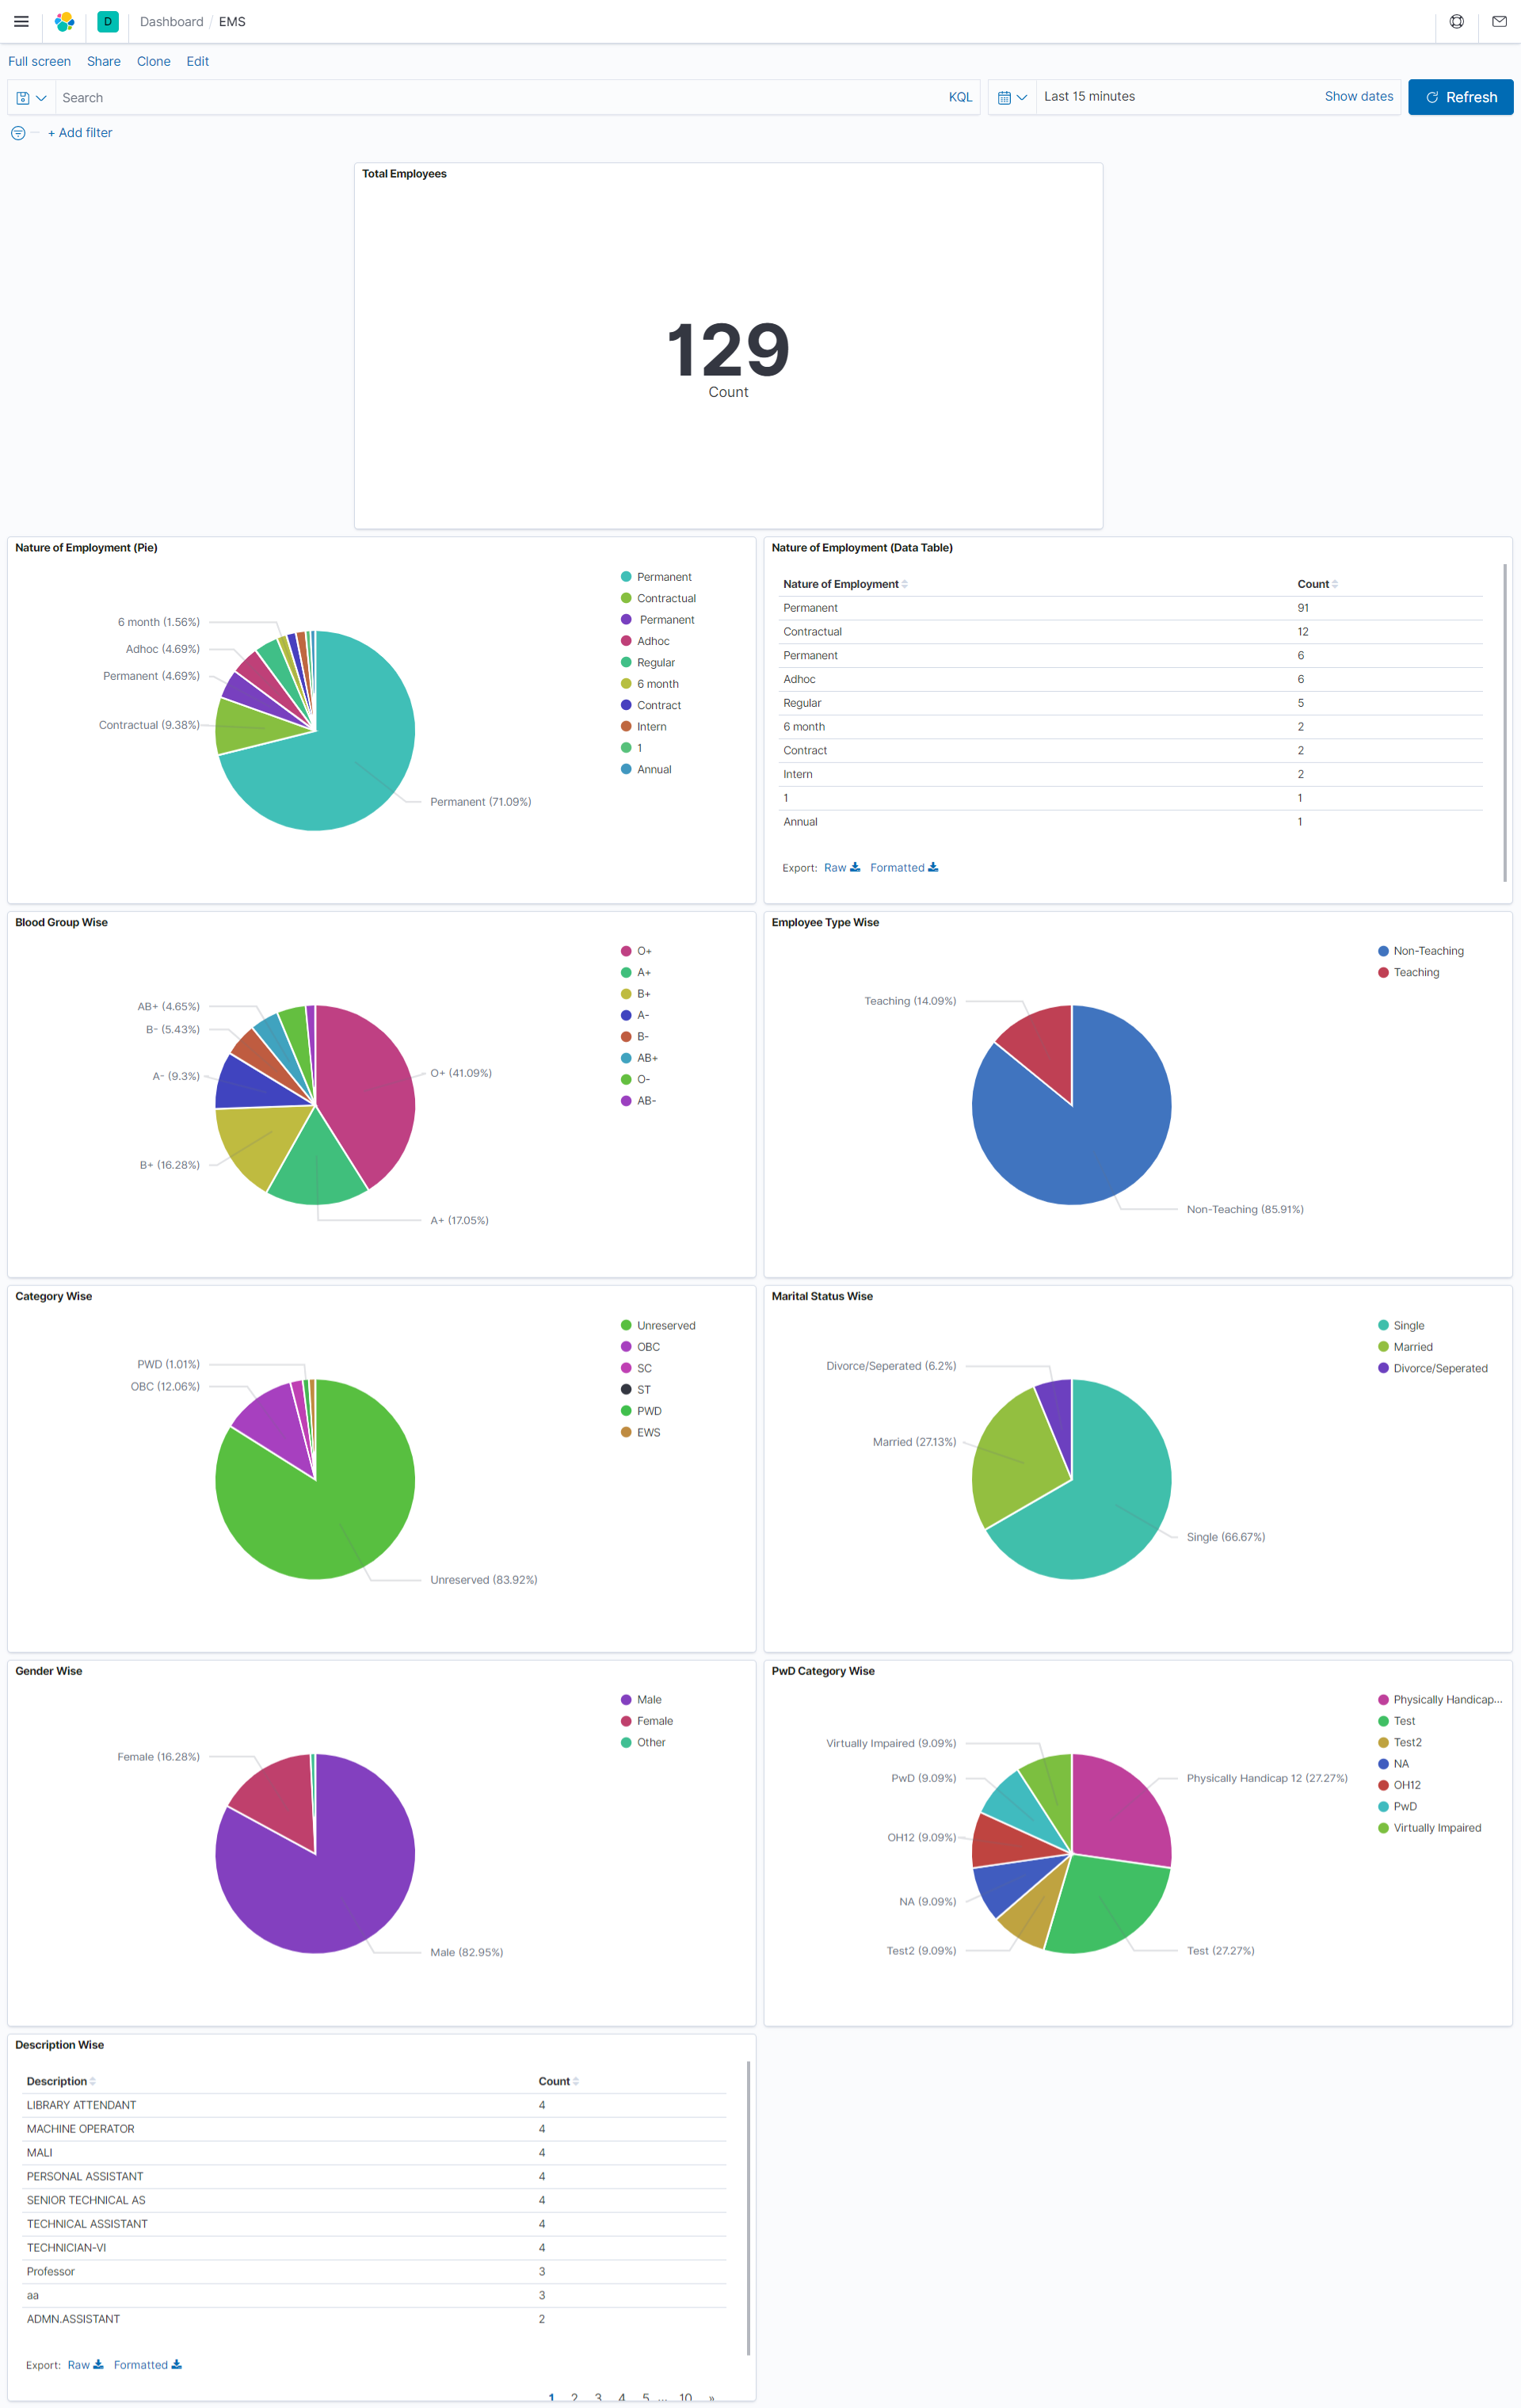 D Dashboard / EMS
Full screen Share Clone Edit
Search KQL Last 15 minutes Show dates Refresh
+ Add filter
Total Employees
129
Count
Nature of Employment (Pie)
Permanent
Contractual
Permanent
Adhoc
Regular
6 month
Contract
Intern
1
Annual
6 month (1.56%)
Adhoc (4.69%)
Permanent (4.69%)
Contractual (9.38%)
Permanent (71.09%)
Nature of Employment (Data Table)
Nature of Employment Count
Permanent 91
Contractual 12
Permanent 6
Adhoc 6
Regular 5
6 month 2
Contract 2
Intern 2
1 1
Annual 1
Export: Raw Formatted
Blood Group Wise
O+
A+
B+
A-
B-
AB+
O-
AB-
AB+ (4.65%)
B- (5.43%)
A- (9.3%)
O+ (41.09%)
B+ (16.28%)
A+ (17.05%)
Employee Type Wise
Non-Teaching
Teaching
Teaching (14.09%)
Non-Teaching (85.91%)
Category Wise
Unreserved
OBC
SC
ST
PWD
EWS
PWD (1.01%)
OBC (12.06%)
Unreserved (83.92%)
Marital Status Wise
Single
Married
Divorce/Seperated
Divorce/Seperated (6.2%)
Married (27.13%)
Single (66.67%)
Gender Wise
Male
Female
Other
Female (16.28%)
Male (82.95%)
PwD Category Wise
Physically Handicap...
Test
Test2
NA
OH12
PwD
Virtually Impaired
Virtually Impaired (9.09%)
PwD (9.09%)
Physically Handicap 12 (27.27%)
OH12 (9.09%)
NA (9.09%)
Test2 (9.09%)
Test (27.27%)
Description Wise
Description Count
LIBRARY ATTENDANT 4
MACHINE OPERATOR 4
MALI 4
PERSONAL ASSISTANT 4
SENIOR TECHNICAL AS 4
TECHNICAL ASSISTANT 4
TECHNICIAN-VI 4
Professor 3
aa 3
ADMN.ASSISTANT 2
Export: Raw Formatted
1 2 3 4 5 ... 10 »